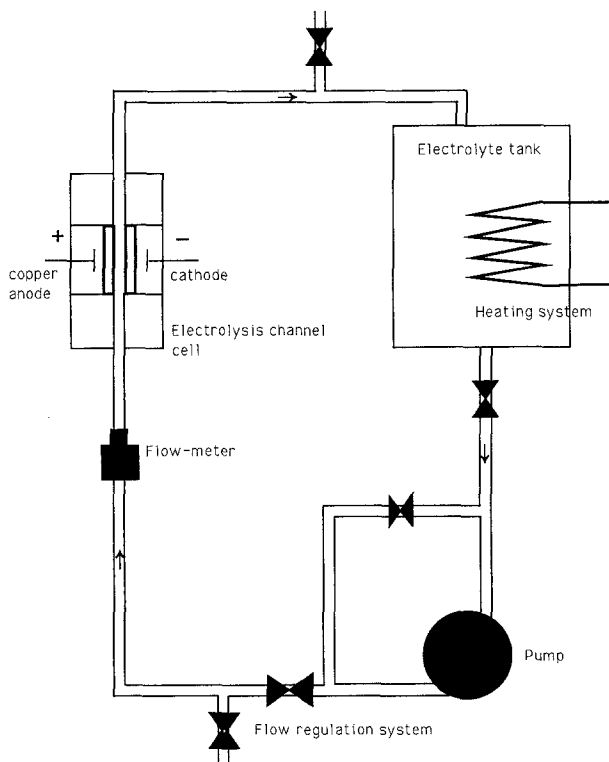 Electrolyte tank
+
−
copper
anode
cathode
Heating system
Electrolysis channel
cell
Flow-meter
Pump
Flow regulation system